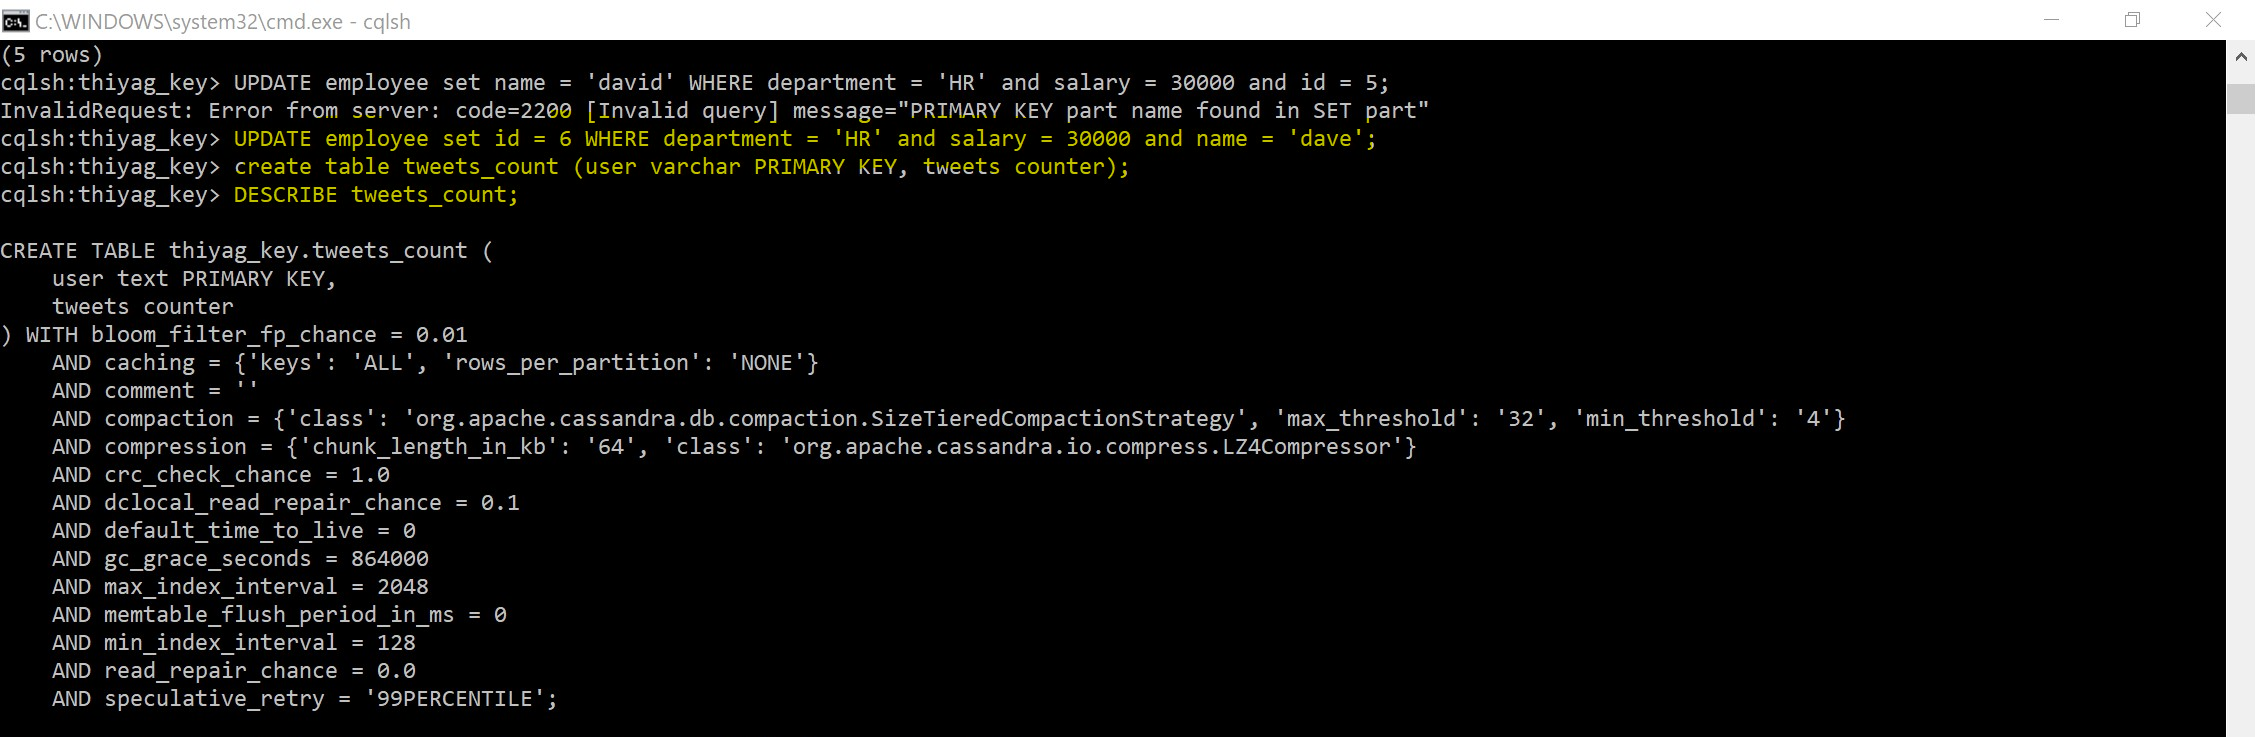 C:\WINDOWS\system32\cmd.exe - cqlsh
(5 rows)
cqlsh:thiyag_key> UPDATE employee set name = 'david' WHERE department = 'HR' and salary = 30000 and id = 5;
InvalidRequest: Error from server: code=2200 [Invalid query] message="PRIMARY KEY part name found in SET part"
cqlsh:thiyag_key> UPDATE employee set id = 6 WHERE department = 'HR' and salary = 30000 and name = 'dave';
cqlsh:thiyag_key> create table tweets_count (user varchar PRIMARY KEY, tweets counter);
cqlsh:thiyag_key> DESCRIBE tweets_count;
CREATE TABLE thiyag_key.tweets_count (
    user text PRIMARY KEY,
    tweets counter
) WITH bloom_filter_fp_chance = 0.01
    AND caching = {'keys': 'ALL', 'rows_per_partition': 'NONE'}
    AND comment = ''
    AND compaction = {'class': 'org.apache.cassandra.db.compaction.SizeTieredCompactionStrategy', 'max_threshold': '32', 'min_threshold': '4'}
    AND compression = {'chunk_length_in_kb': '64', 'class': 'org.apache.cassandra.io.compress.LZ4Compressor'}
    AND crc_check_chance = 1.0
    AND dclocal_read_repair_chance = 0.1
    AND default_time_to_live = 0
    AND gc_grace_seconds = 864000
    AND max_index_interval = 2048
    AND memtable_flush_period_in_ms = 0
    AND min_index_interval = 128
    AND read_repair_chance = 0.0
    AND speculative_retry = '99PERCENTILE';